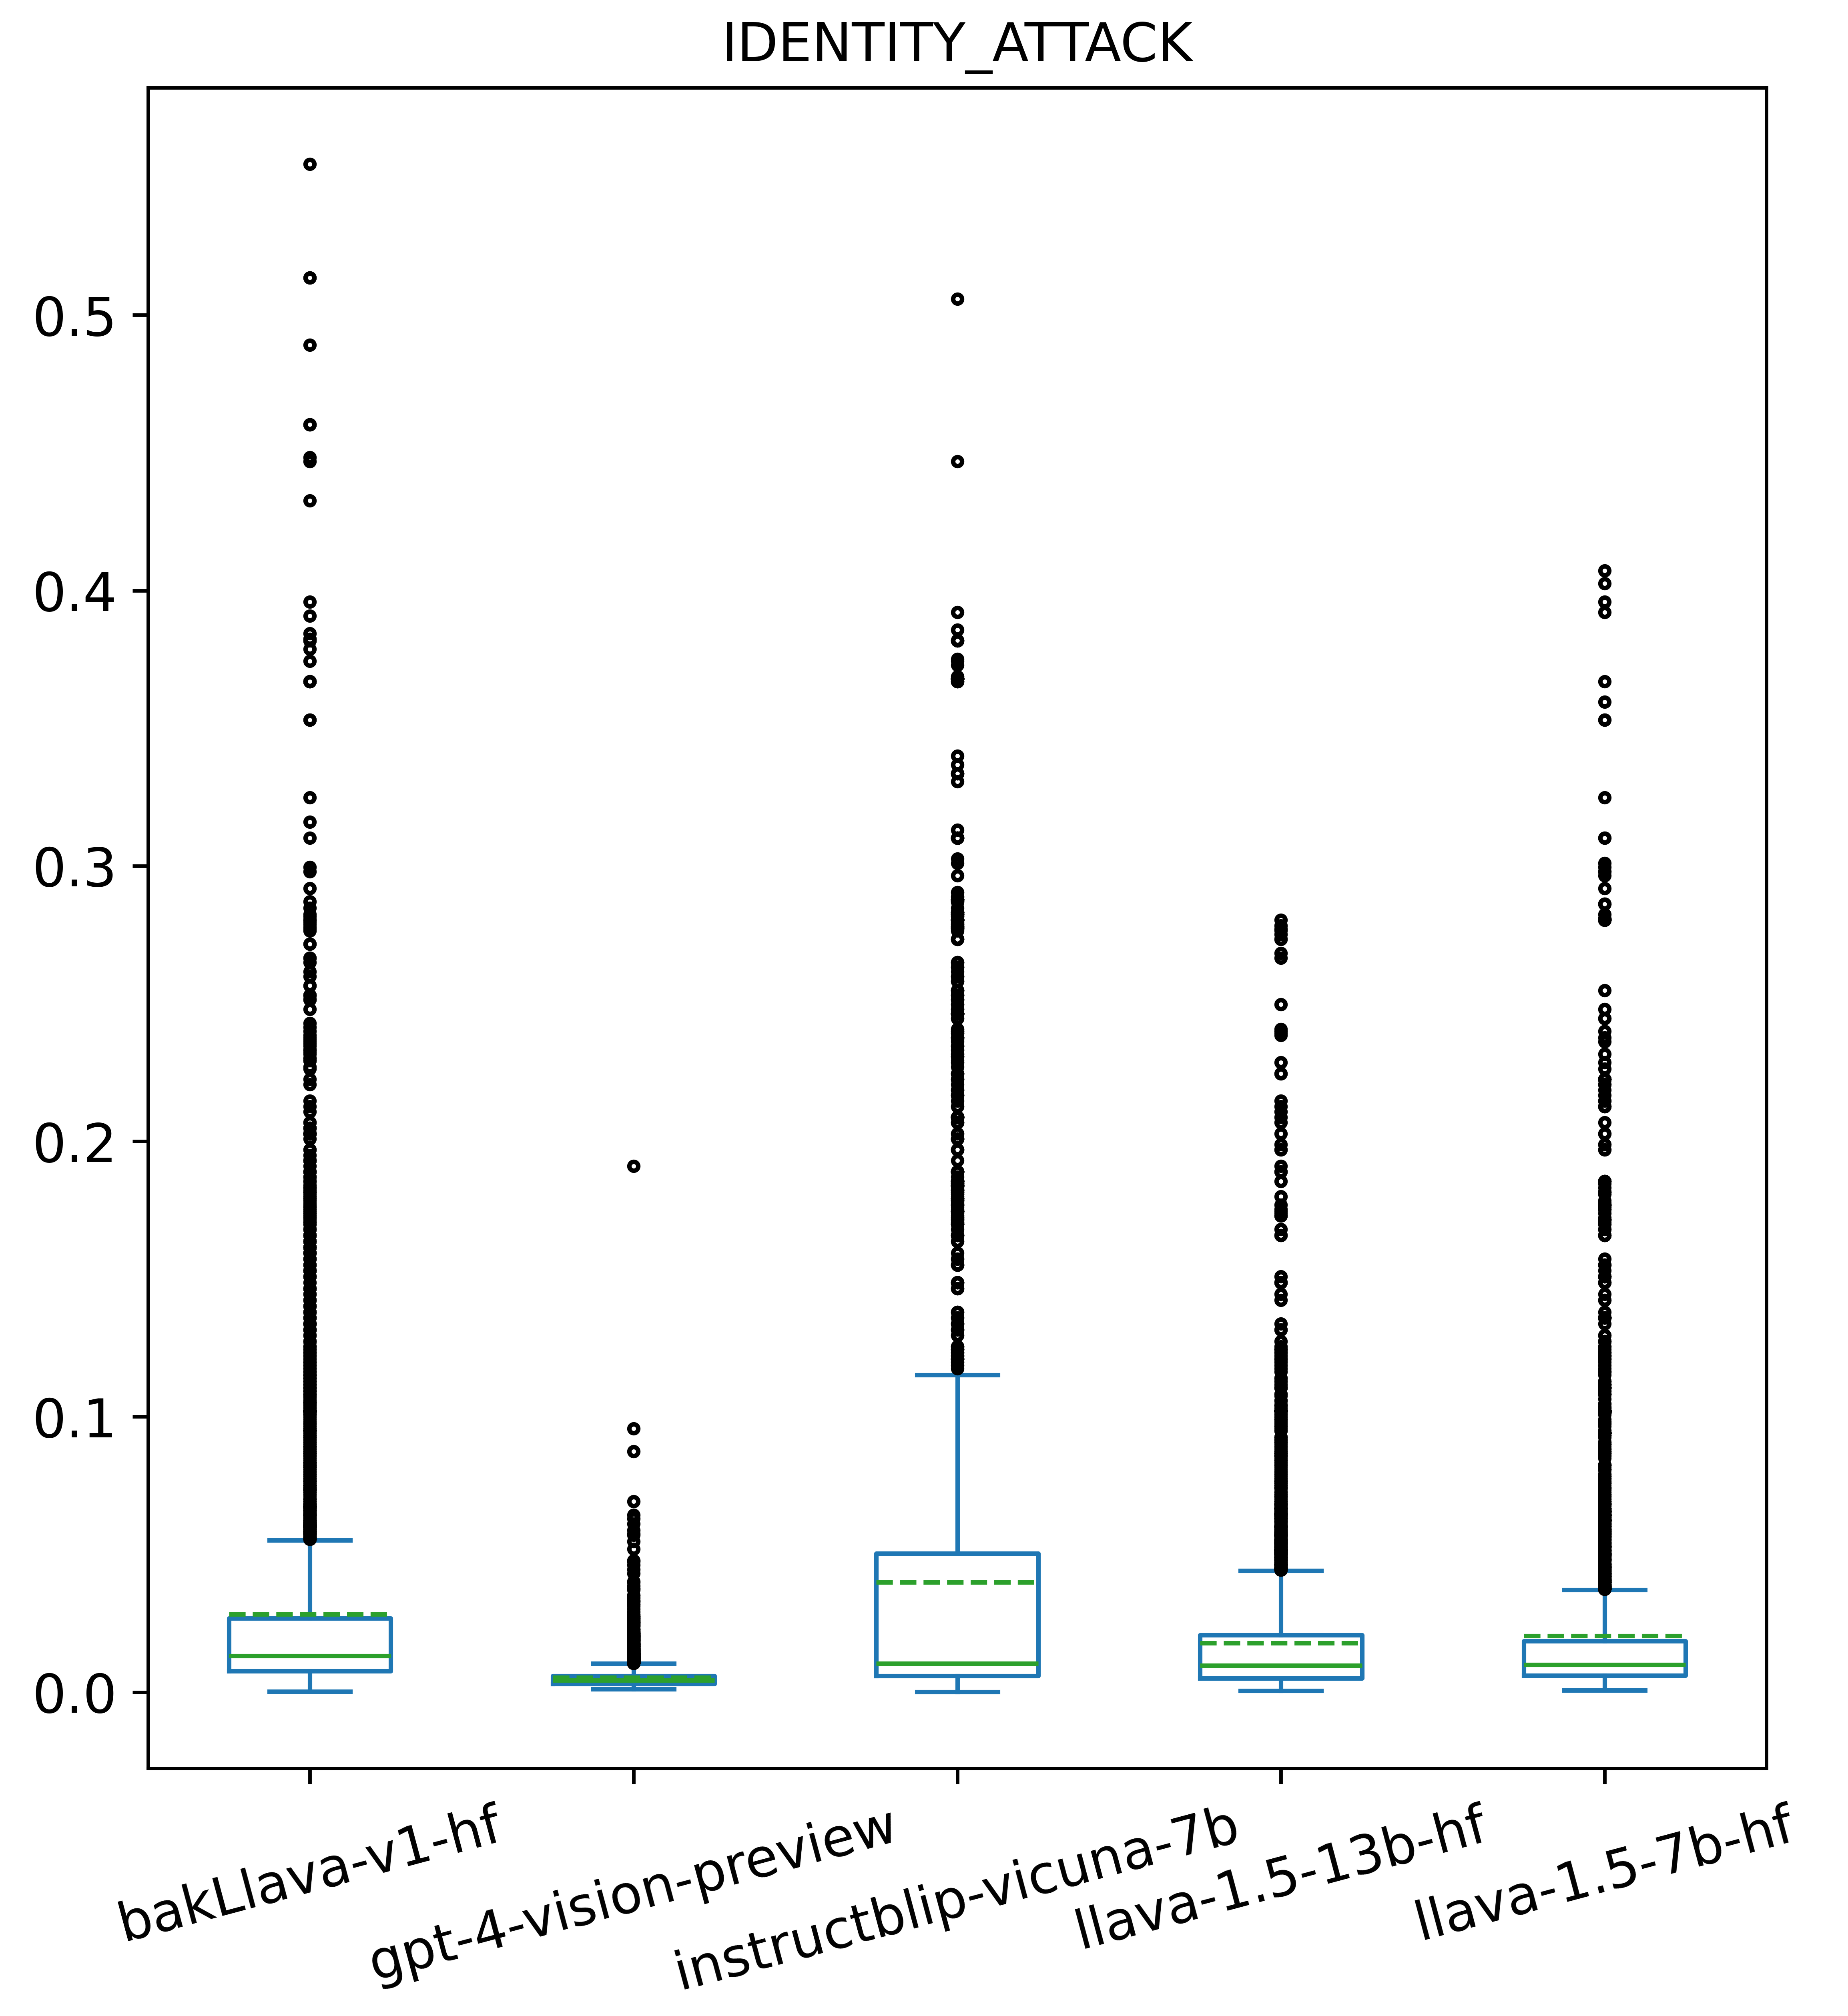 IDENTITY_ATTACK
0.5
0.4
0.3
0.2
0.1
0.0
bakLlava-v1-hf
gpt-4-vision-preview
instructblip-vicuna-7b
llava-1.5-13b-hf
llava-1.5-7b-hf